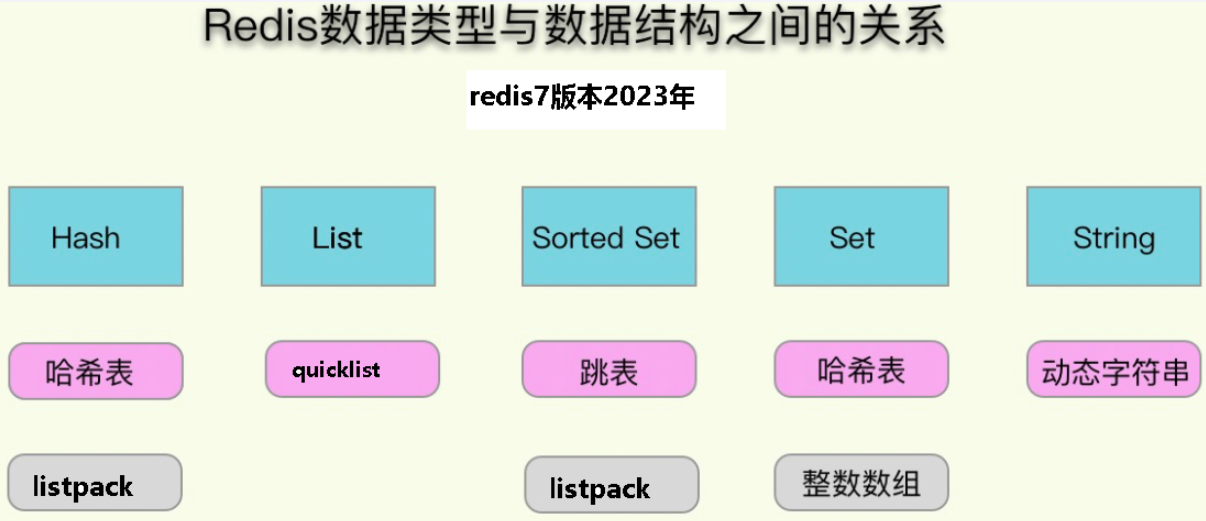 Redis数据类型与数据结构之间的关系
redis7版本2023年
Hash
List
Sorted Set
Set
String
哈希表
quicklist
跳表
哈希表
动态字符串
listpack
listpack
整数数组